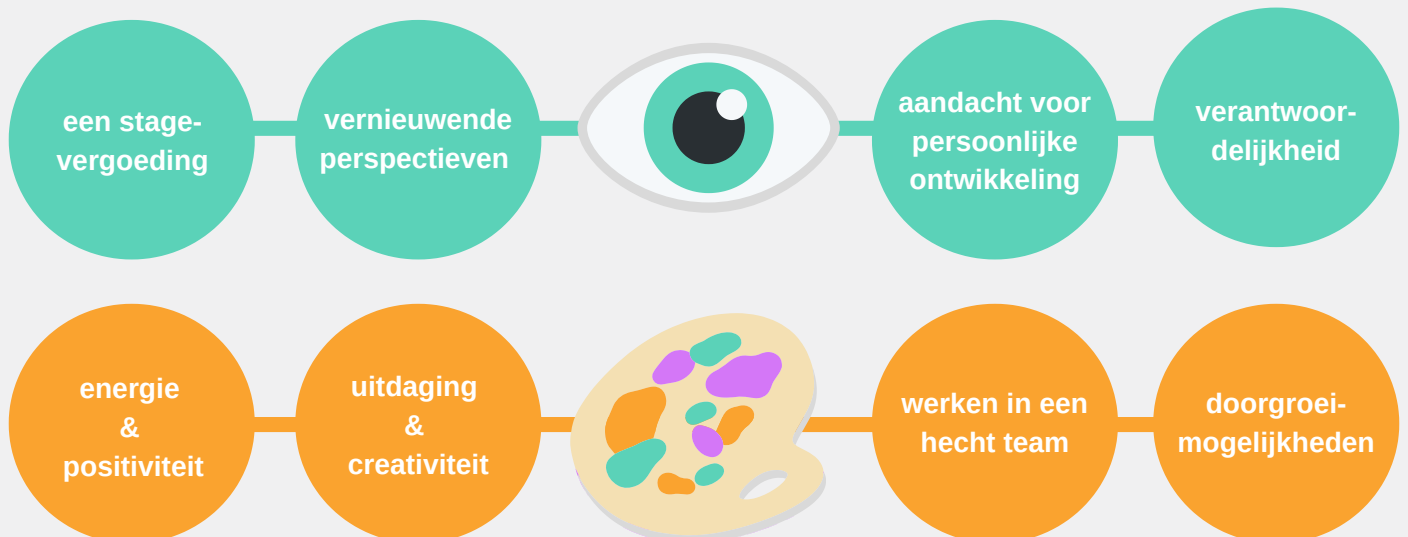 een stage-
vergoeding
vernieuwende
perspectieven
aandacht voor
persoonlijke
ontwikkeling
verantwoor-
delijkheid
energie
&
positiviteit
uitdaging
&
creativiteit
werken in een
hecht team
doorgroei-
mogelijkheden